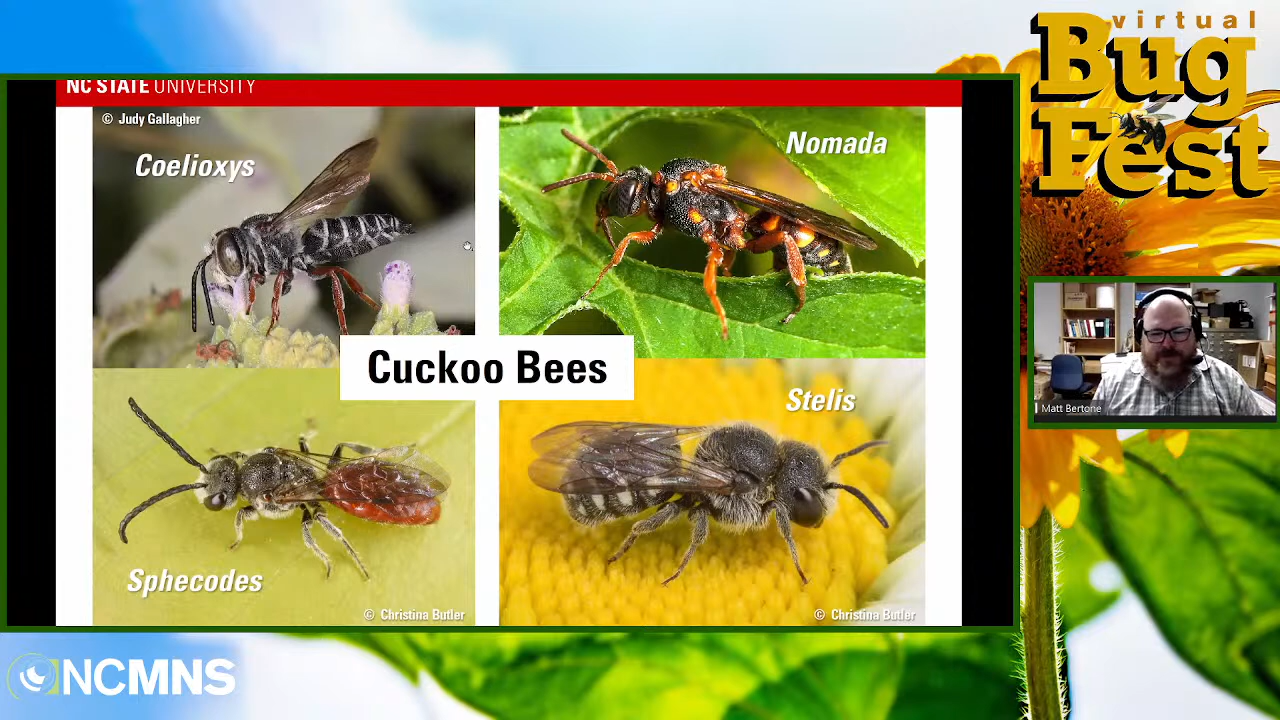 virtual
Bug
Fest
NC STATE UNIVERSITY
© Judy Gallagher
Coelioxys
Nomada
Cuckoo Bees
Stelis
Sphecodes
© Christina Butler
© Christina Butler
Matt Bertone
NCMNS